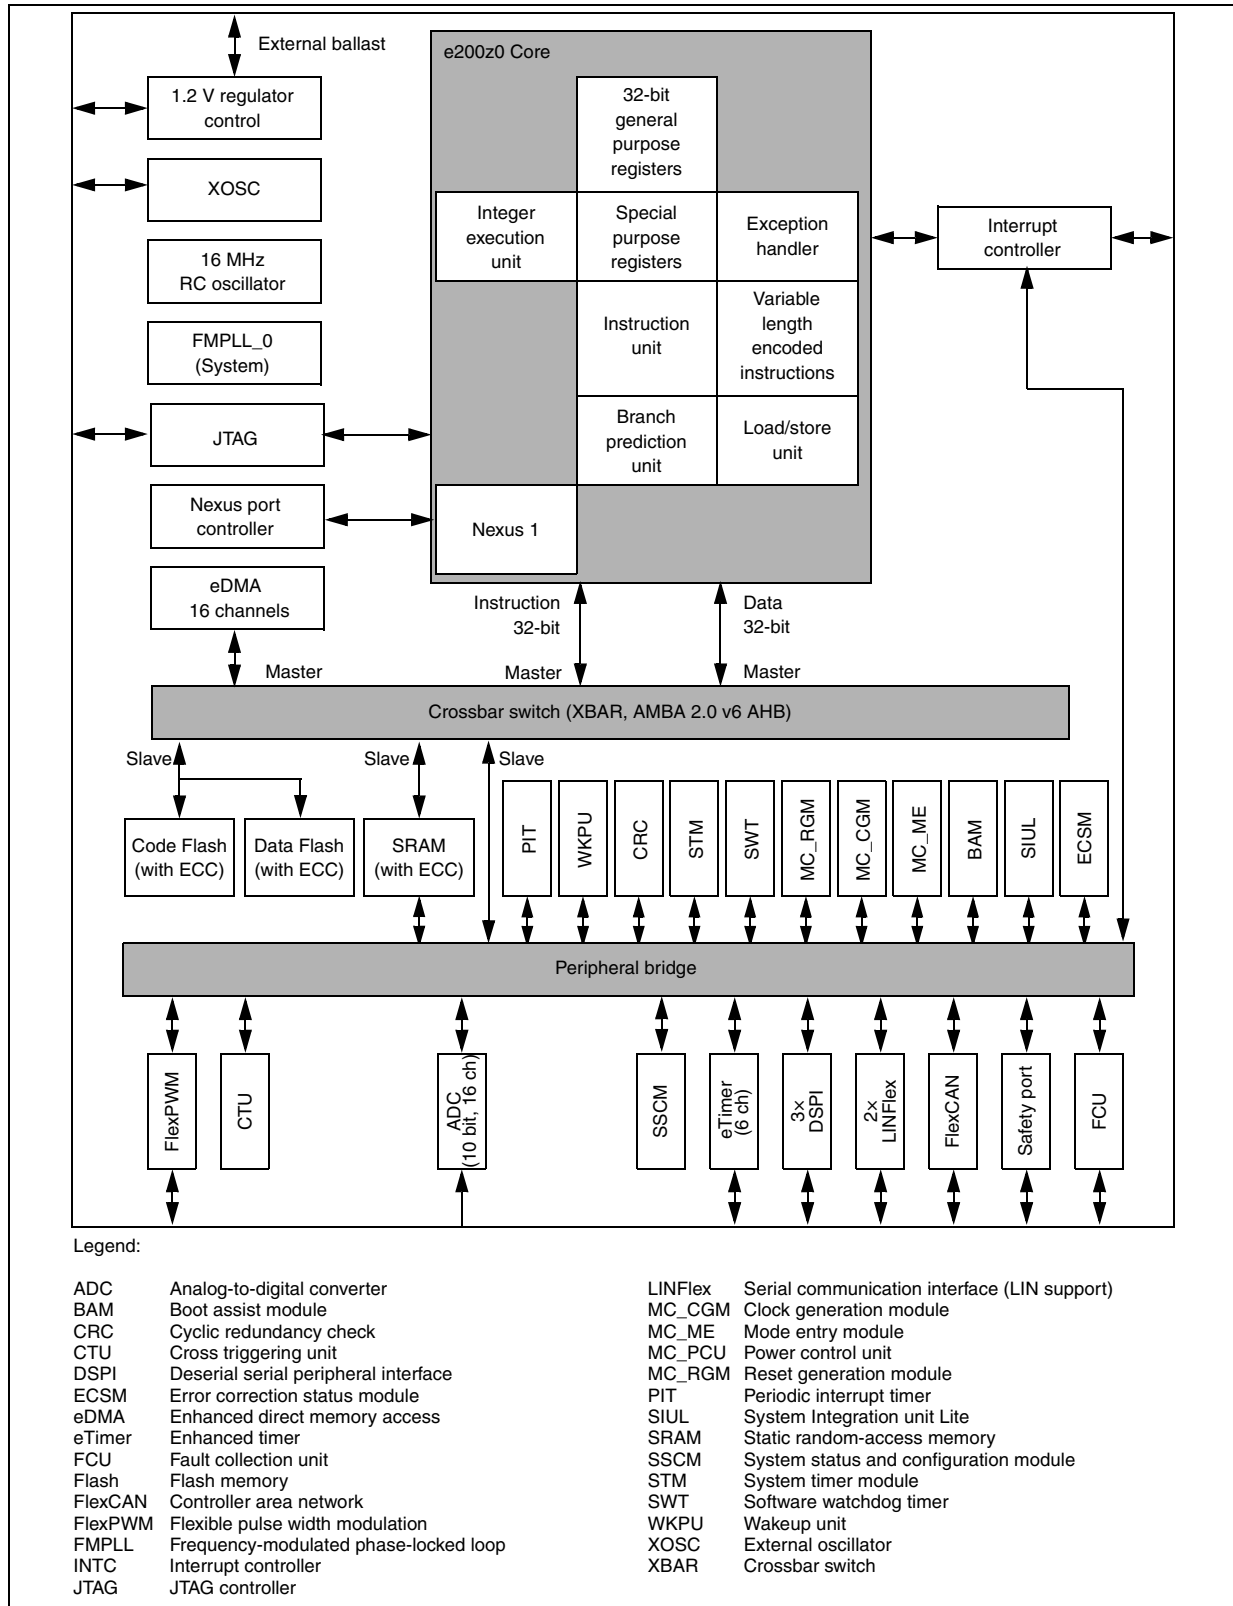 External ballast
e200z0 Core
1.2 V regulator
control
32-bit
general
purpose
registers
XOSC
Integer
execution
unit
Special
purpose
registers
Exception
handler
Interrupt
controller
16 MHz
RC oscillator
Instruction
unit
Variable
length
encoded
instructions
FMPLL_0
(System)
JTAG
Branch
prediction
unit
Load/store
unit
Nexus port
controller
Nexus 1
eDMA
16 channels
Instruction
32-bit
Data
32-bit
Master
Master
Master
Crossbar switch (XBAR, AMBA 2.0 v6 AHB)
Slave
Slave
Slave
Code Flash
(with ECC)
Data Flash
(with ECC)
SRAM
(with ECC)
PIT
WKPU
CRC
STM
SWT
MC_RGM
MC_CGM
MC_ME
BAM
SIUL
ECSM
Peripheral bridge
FlexPWM
CTU
ADC
(10 bit, 16 ch)
SSCM
eTimer
(6 ch)
3×
DSPI
2×
LINFlex
FlexCAN
Safety port
FCU
Legend:
ADC Analog-to-digital converter
BAM Boot assist module
CRC Cyclic redundancy check
CTU Cross triggering unit
DSPI Deserial serial peripheral interface
ECSM Error correction status module
eDMA Enhanced direct memory access
eTimer Enhanced timer
FCU Fault collection unit
Flash Flash memory
FlexCAN Controller area network
FlexPWM Flexible pulse width modulation
FMPLL Frequency-modulated phase-locked loop
INTC Interrupt controller
JTAG JTAG controller
LINFlex Serial communication interface (LIN support)
MC_CGM Clock generation module
MC_ME Mode entry module
MC_PCU Power control unit
MC_RGM Reset generation module
PIT Periodic interrupt timer
SIUL System Integration unit Lite
SRAM Static random-access memory
SSCM System status and configuration module
STM System timer module
SWT Software watchdog timer
WKPU Wakeup unit
XOSC External oscillator
XBAR Crossbar switch